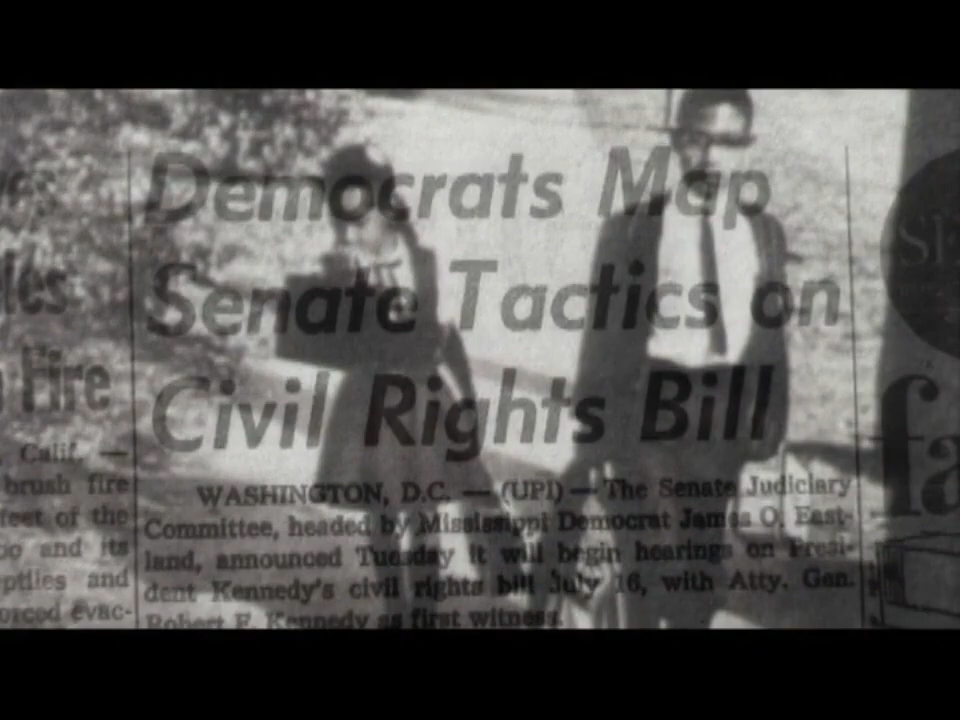 Democrats Map
Senate Tactics on
Civil Rights Bill
WASHINGTON, D.C. — (UPI) — The Senate Judiciary
Committee, headed by Mississippi Democrat James O. East-
land, announced Tuesday it will begin hearings on Presi-
dent Kennedy's civil rights bill July 16, with Atty. Gen.
Robert F. Kennedy as first witness.
Fire
Calif. —
brush fire
feet of the
and its
and
evac-
fa